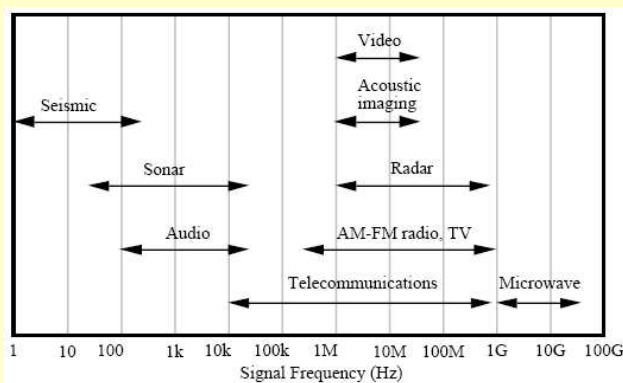 Video
Acoustic
imaging
Seismic
Sonar
Radar
Audio
AM-FM radio, TV
Telecommunications
Microwave
1 10 100 1k 10k 100k 1M 10M 100M 1G 10G 100G
Signal Frequency (Hz)